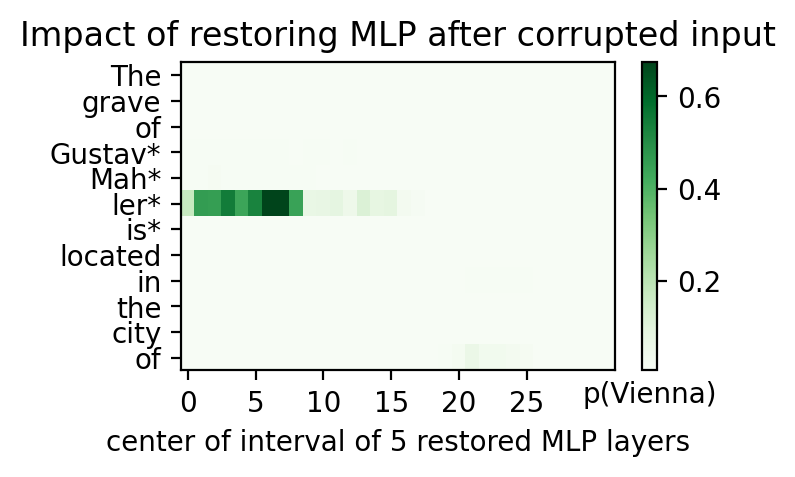 Impact of restoring MLP after corrupted input
The
grave
of
Gustav*
Mah*
ler*
is*
located
in
the
city
of
0 5 10 15 20 25
center of interval of 5 restored MLP layers
0.6
0.4
0.2
p(Vienna)